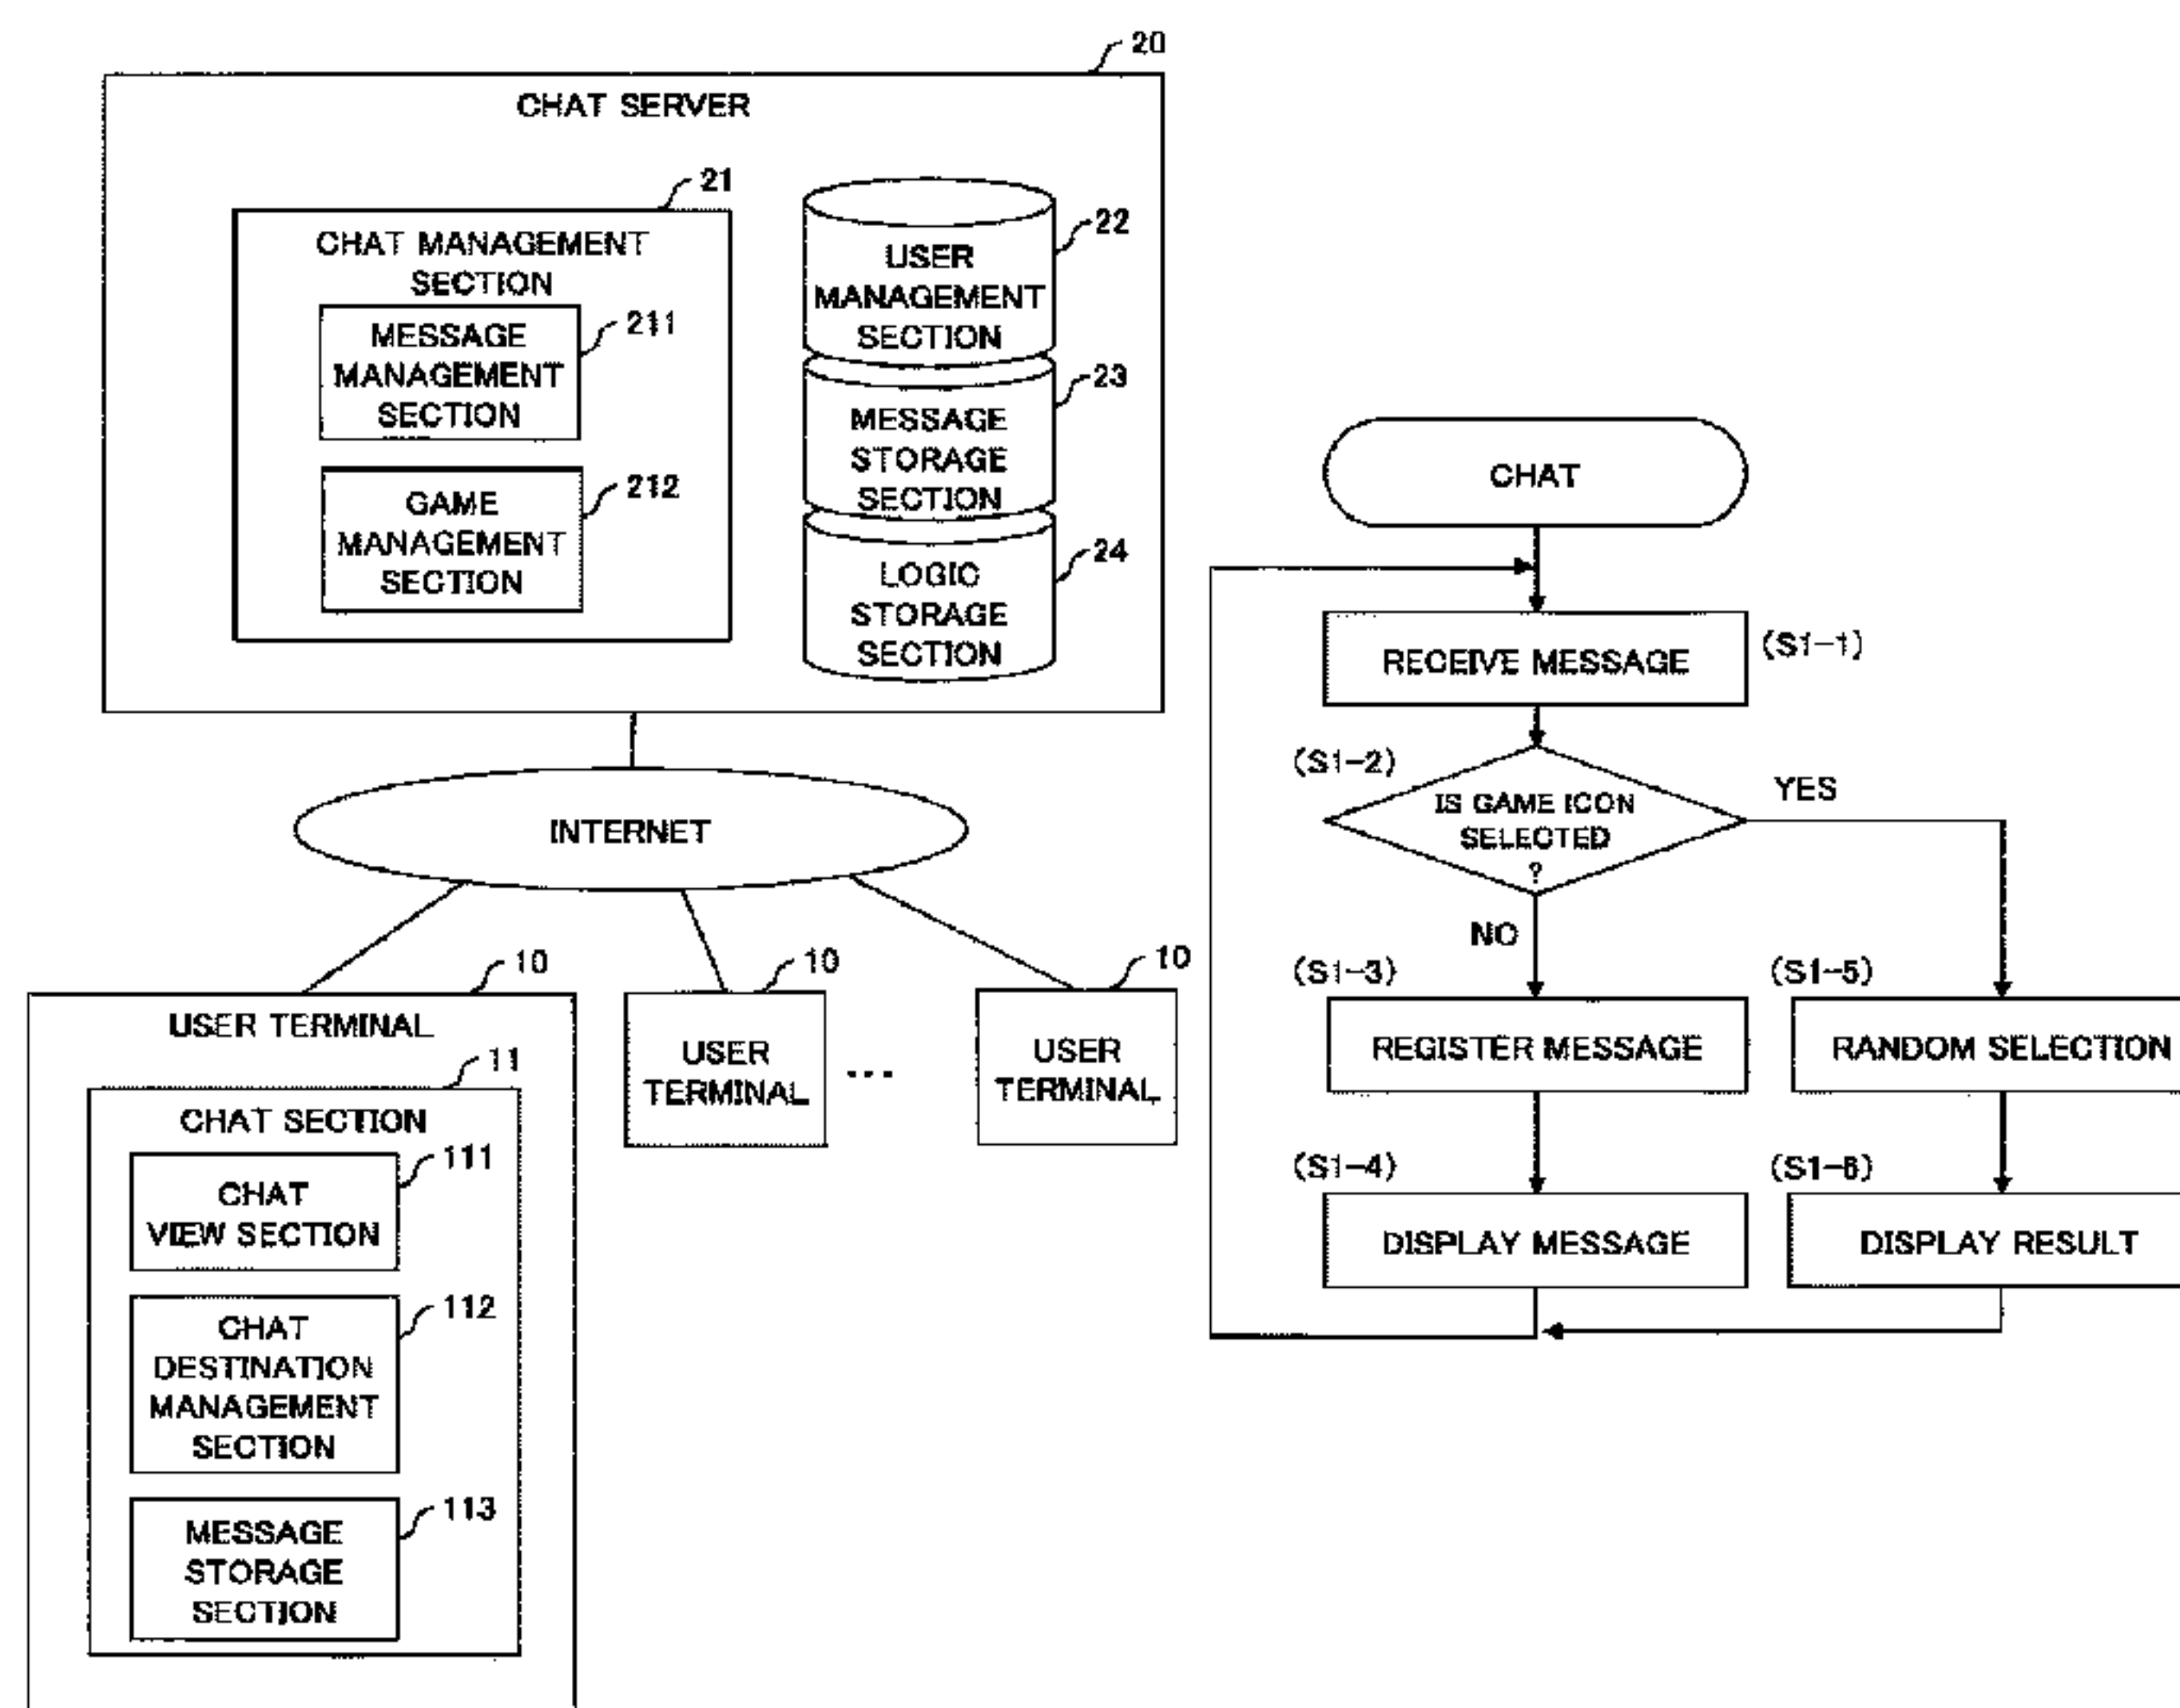 20
CHAT SERVER
21
CHAT MANAGEMENT
SECTION
211
MESSAGE
MANAGEMENT
SECTION
212
GAME
MANAGEMENT
SECTION
22
USER
MANAGEMENT
SECTION
23
MESSAGE
STORAGE
SECTION
24
LOGIC
STORAGE
SECTION
INTERNET
10
USER TERMINAL
11
CHAT SECTION
111
CHAT
VIEW SECTION
112
CHAT
DESTINATION
MANAGEMENT
SECTION
113
MESSAGE
STORAGE
SECTION
10
USER
TERMINAL
...
10
USER
TERMINAL
CHAT
RECEIVE MESSAGE
(S1-1)
(S1-2)
IS GAME ICON
SELECTED
?
YES
NO
(S1-3)
REGISTER MESSAGE
(S1-4)
DISPLAY MESSAGE
(S1-5)
RANDOM SELECTION
(S1-6)
DISPLAY RESULT